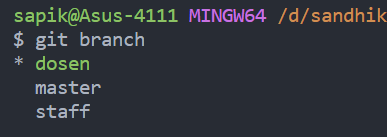 sapik@Asus-4111 MINGW64 /d/sandhik
$ git branch
* dosen
  master
  staff